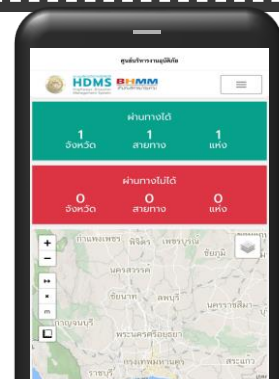 ศูนย์บริหารงานอุบัติภัย
HDMS BHMM
ผ่านทางได้
1 1 1
จังหวัด สายทาง แห่ง
ผ่านทางไม่ได้
0 0 0
จังหวัด สายทาง แห่ง
+
กำแพงเพชร พิจิตร เพชรบูรณ์
−
ชัยภูมิ
นครสวรรค์
ชัยนาท ลพบุรี
นครราชสีมา
กาญจนบุรี
พระนครศรีอยุธยา
กรุงเทพมหานคร สระแก้ว
ราชบุรี